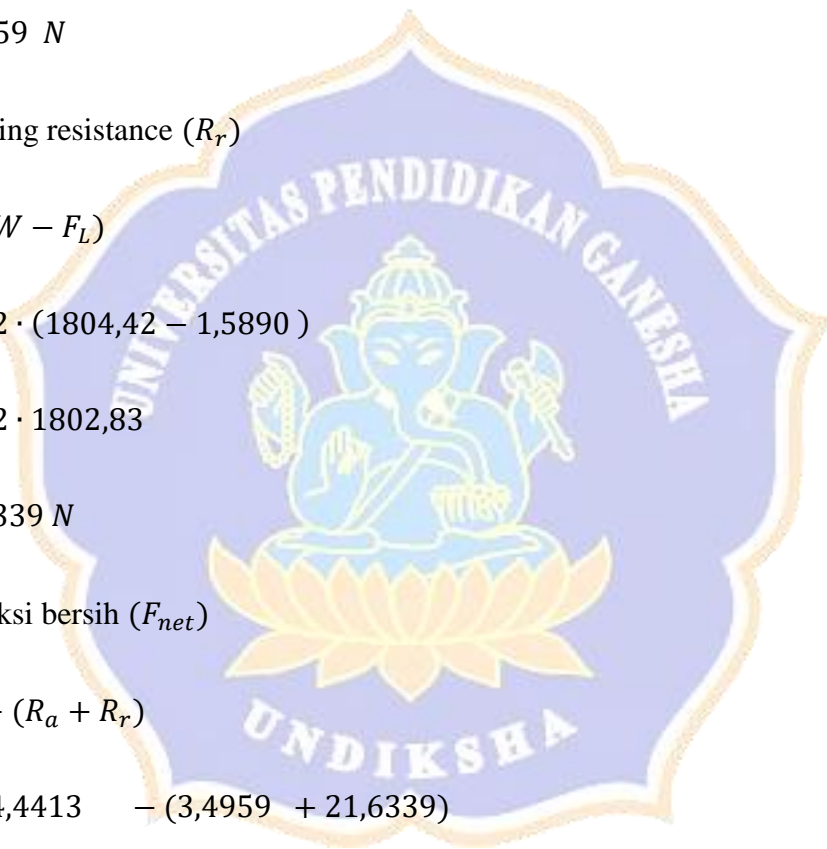 59 N
ing resistance (R_r)
W − F_L)
2 · (1804,42 − 1,5890 )
2 · 1802,83
339 N
ksi bersih (F_net)
(R_a + R_r)
4,4413 − (3,4959 + 21,6339)
UNIVERSITAS PENDIDIKAN GANESHA
UNDIKSHA